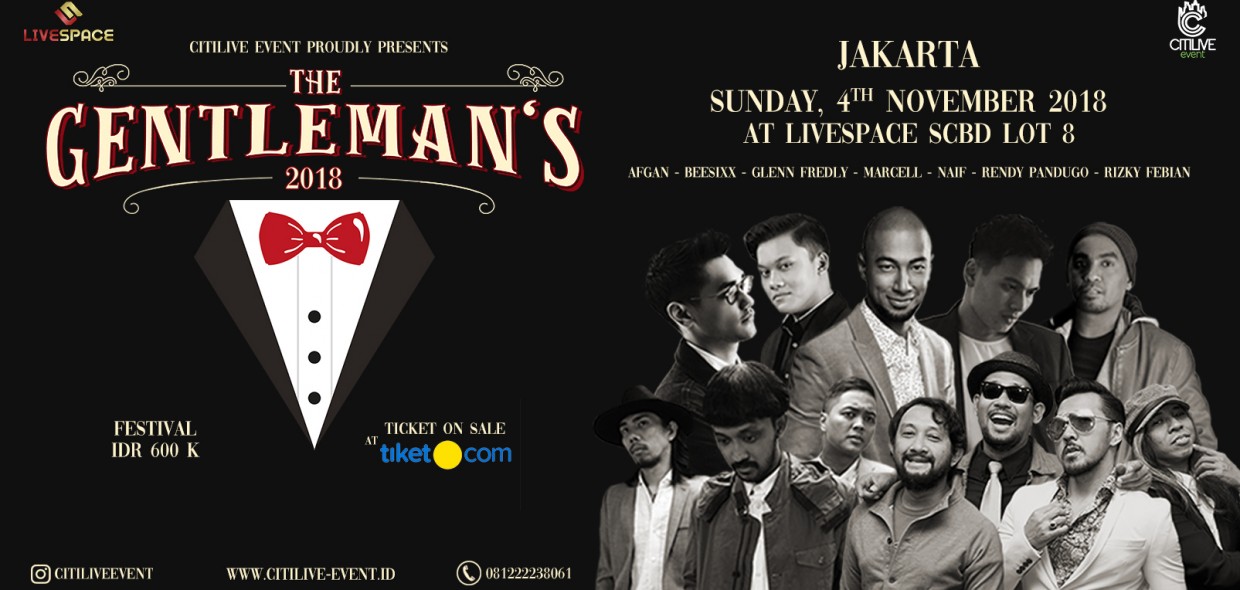 LIVESPACE
CITILIVE EVENT PROUDLY PRESENTS
THE
GENTLEMAN'S
2018
FESTIVAL
IDR 600 K
TICKET ON SALE
AT tiket.com
CITILIVEEVENT
WWW.CITILIVE-EVENT.ID
081222238061
CITILIVE
event
JAKARTA
SUNDAY, 4TH NOVEMBER 2018
AT LIVESPACE SCBD LOT 8
AFGAN - BEESIXX - GLENN FREDLY - MARCELL - NAIF - RENDY PANDUGO - RIZKY FEBIAN